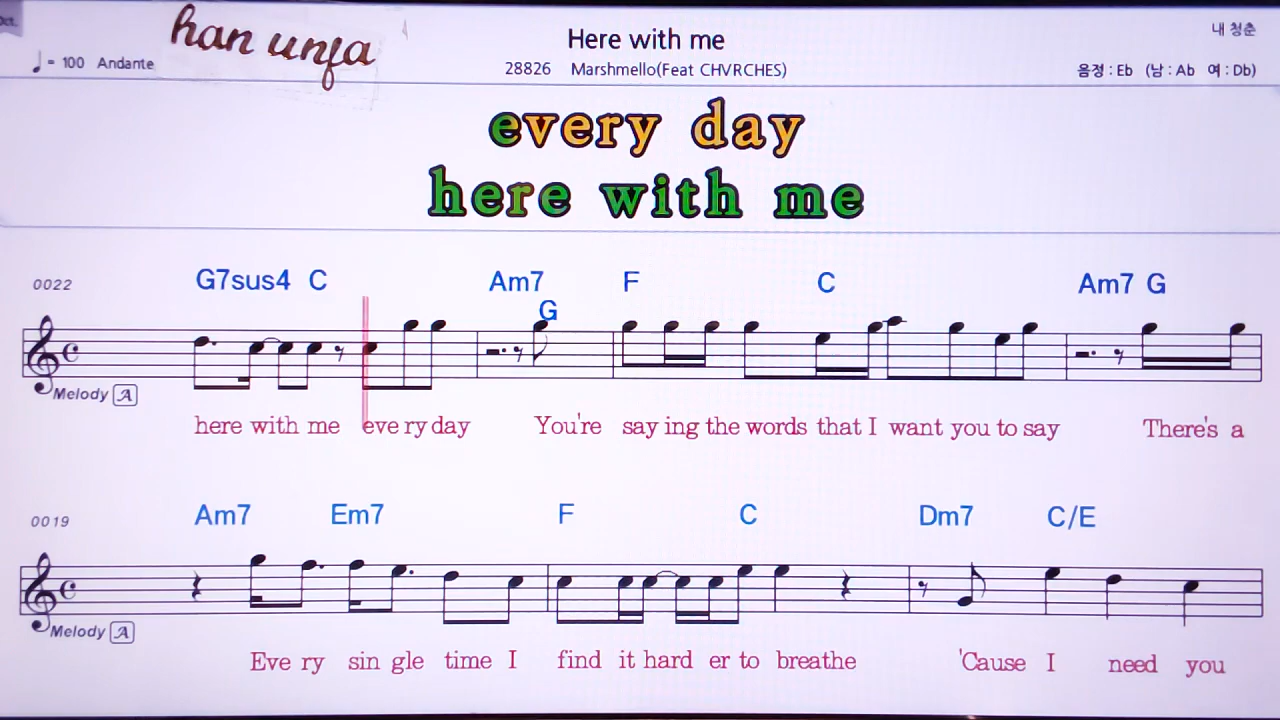 Oct.
han unfa
Here with me
내 청춘
♩= 100 Andante
28826 Marshmello(Feat CHVRCHES)
음정 : Eb (남 : Ab 여 : Db)
every day
here with me
0022
G7sus4 C Am7 G F C Am7 G
Melody A
here with me every day You're say ing the words that I want you to say There's a
0019
Am7 Em7 F C Dm7 C/E
Melody A
Eve ry sin gle time I find it hard er to breathe 'Cause I need you